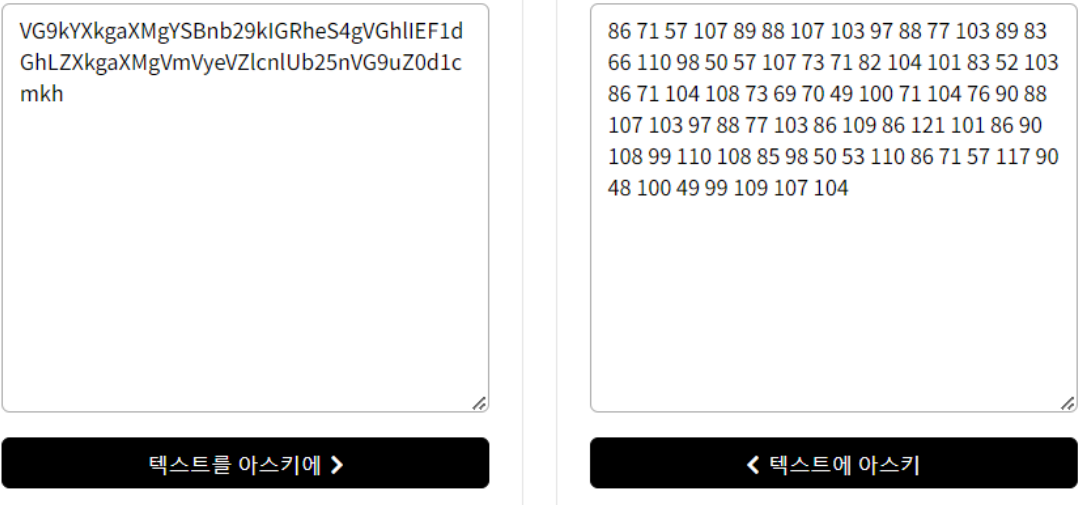 VG9kYXkgaXMgYSBnb29kIGRheS4gVGhlIEF1d
GhLZXkgaXMgVmVyeVZlcnlUb25nVG9uZ0d1c
mkh
86 71 57 107 89 88 107 103 97 88 77 103 89 83
66 110 98 50 57 107 73 71 82 104 101 83 52 103
86 71 104 108 73 69 70 49 100 71 104 76 90 88
107 103 97 88 77 103 86 109 86 121 101 86 90
108 99 110 108 85 98 50 53 110 86 71 57 117 90
48 100 49 99 109 107 104
텍스트를 아스키에
텍스트에 아스키